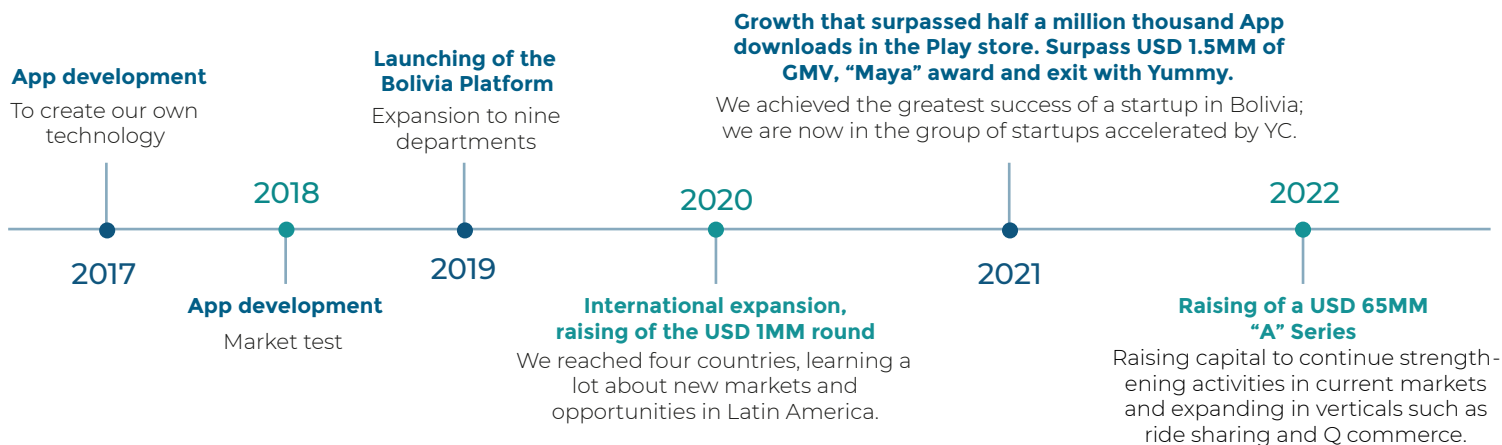 App development
To create our own
technology
2017
2018
App development
Market test
Launching of the
Bolivia Platform
Expansion to nine
departments
2019
2020
International expansion,
raising of the USD 1MM round
We reached four countries, learning a
lot about new markets and
opportunities in Latin America.
Growth that surpassed half a million thousand App
downloads in the Play store. Surpass USD 1.5MM of
GMV, “Maya” award and exit with Yummy.
We achieved the greatest success of a startup in Bolivia;
we are now in the group of startups accelerated by YC.
2021
2022
Raising of a USD 65MM
“A” Series
Raising capital to continue strength-
ening activities in current markets
and expanding in verticals such as
ride sharing and Q commerce.